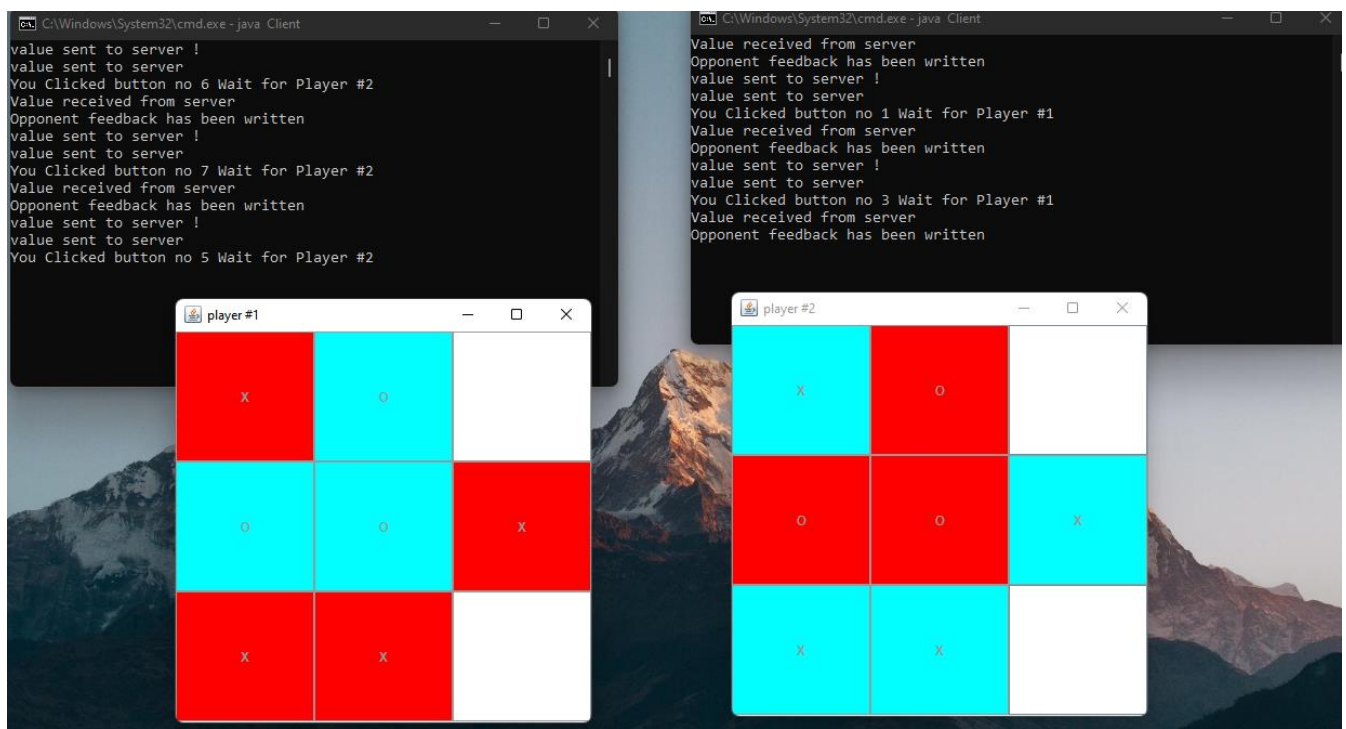 C:\Windows\System32\cmd.exe - java Client
value sent to server !
value sent to server
You Clicked button no 6 Wait for Player #2
Value received from server
Opponent feedback has been written
value sent to server !
value sent to server
You Clicked button no 7 Wait for Player #2
Value received from server
Opponent feedback has been written
value sent to server !
value sent to server
You Clicked button no 5 Wait for Player #2
C:\Windows\System32\cmd.exe - java Client
Value received from server
Opponent feedback has been written
value sent to server !
value sent to server
You Clicked button no 1 Wait for Player #1
Value received from server
Opponent feedback has been written
value sent to server !
value sent to server
You Clicked button no 3 Wait for Player #1
Value received from server
Opponent feedback has been written
player #1
X O
O O X
X X
player #2
X O
O O X
X X